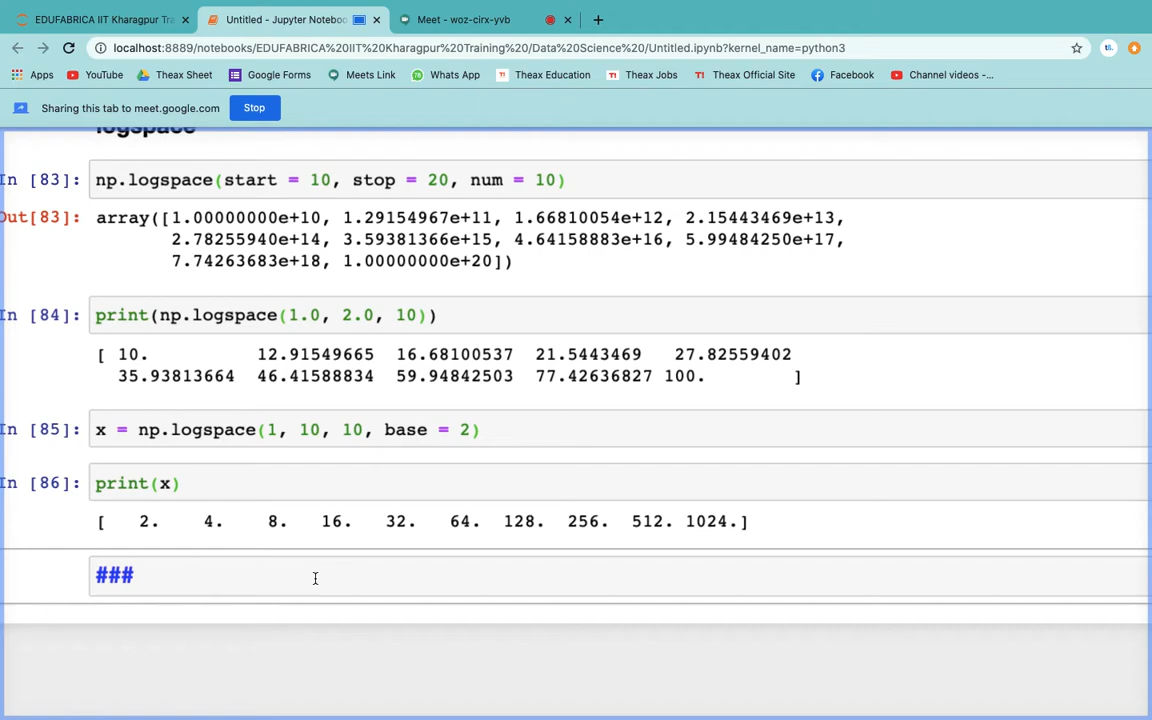 EDUFABRICA IIT Kharagpur Tra
Untitled - Jupyter Noteboo
Meet - woz-cirx-yvb
localhost:8889/notebooks/EDUFABRICA%20IIT%20Kharagpur%20Training%20/Data%20Science%20/Untitled.ipynb?kernel_name=python3
Apps YouTube Theax Sheet Google Forms Meets Link Whats App Theax Education Theax Jobs Theax Official Site Facebook Channel videos -...
Sharing this tab to meet.google.com Stop
logspace
In [83]: np.logspace(start = 10, stop = 20, num = 10)
Out[83]: array([1.00000000e+10, 1.29154967e+11, 1.66810054e+12, 2.15443469e+13,
2.78255940e+14, 3.59381366e+15, 4.64158883e+16, 5.99484250e+17,
7.74263683e+18, 1.00000000e+20])
In [84]: print(np.logspace(1.0, 2.0, 10))
[ 10. 12.91549665 16.68100537 21.5443469 27.82559402
35.93813664 46.41588834 59.94842503 77.42636827 100. ]
In [85]: x = np.logspace(1, 10, 10, base = 2)
In [86]: print(x)
[ 2. 4. 8. 16. 32. 64. 128. 256. 512. 1024.]
###